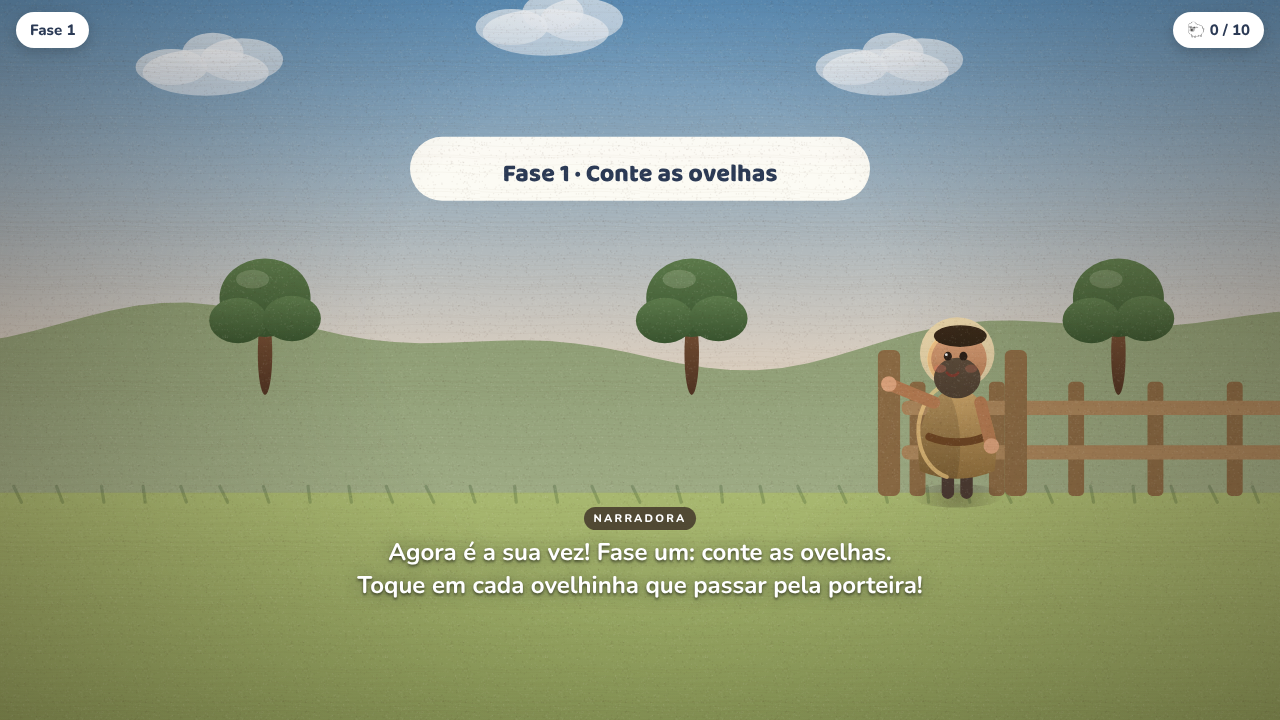 Fase 1
0 / 10
Fase 1 · Conte as ovelhas
NARRADORA
Agora é a sua vez! Fase um: conte as ovelhas.
Toque em cada ovelhinha que passar pela porteira!